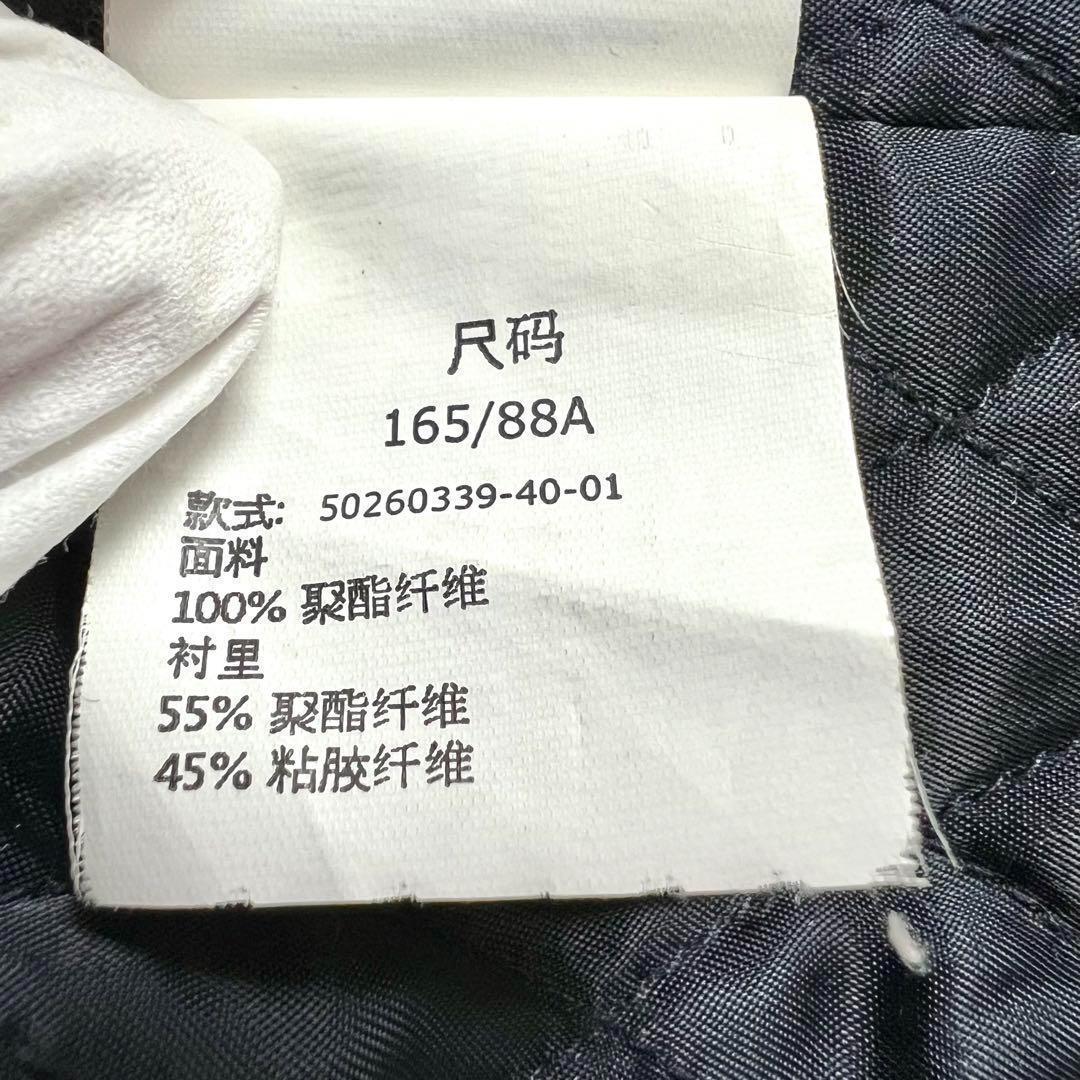 尺码
165/88A
款式: 50260339-40-01
面料
100% 聚酯纤维
衬里
55% 聚酯纤维
45% 粘胶纤维